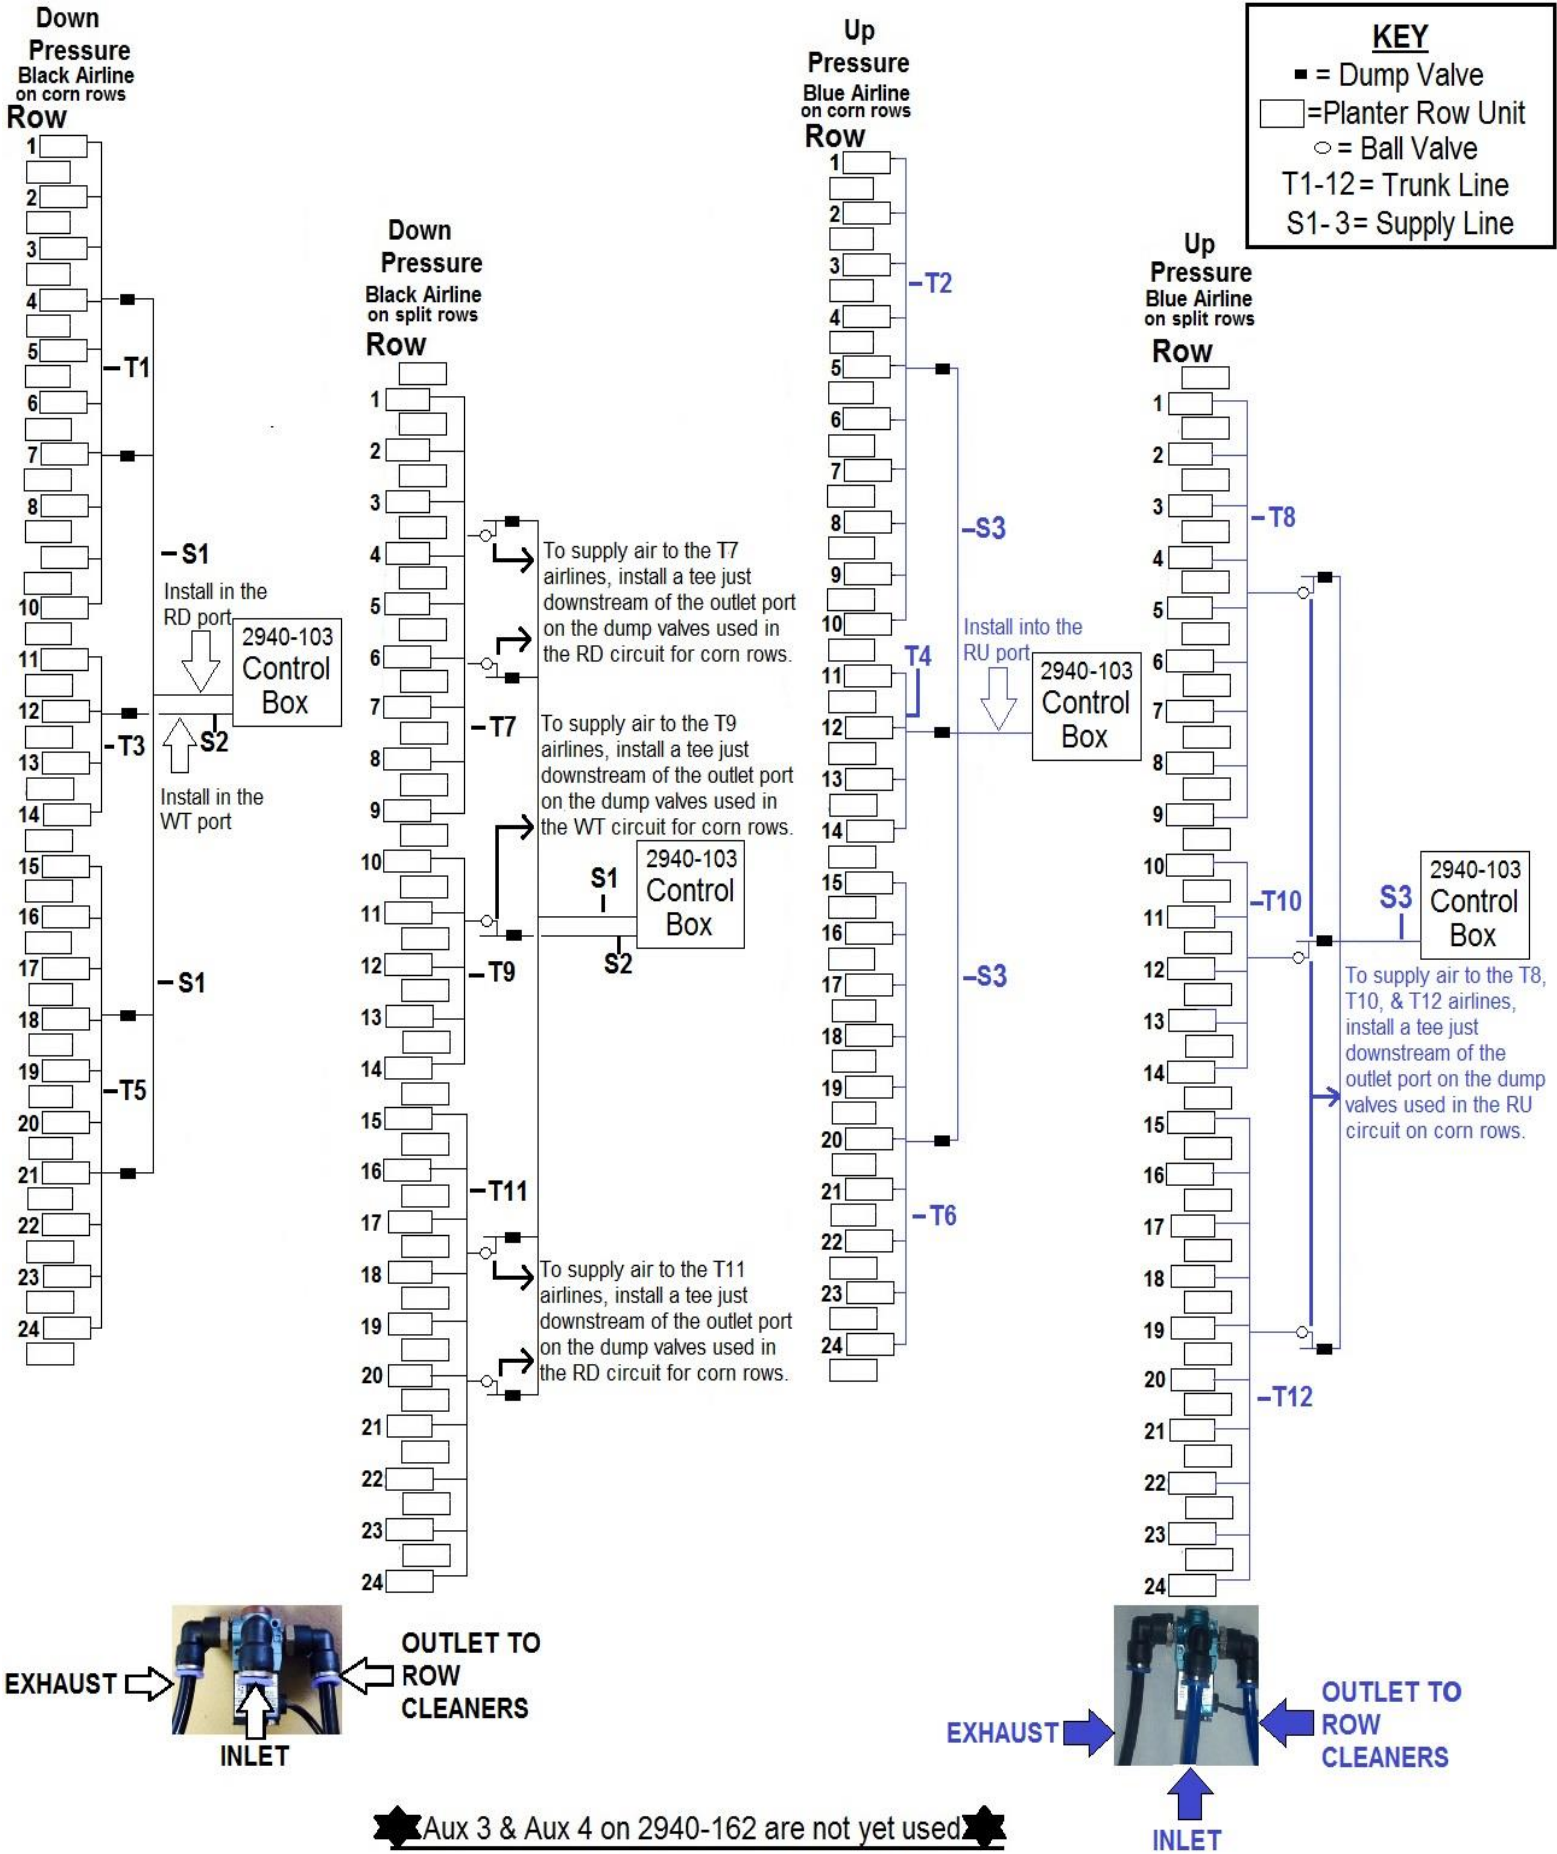 Down
Pressure
Black Airline
on corn rows
Row
1
2
3
4
5
6
7
8
10
11
12
13
14
15
16
17
18
19
20
21
22
23
24
–T1
–S1
Install in the
RD port
2940-103
Control
Box
S2
–T3
Install in the
WT port
–S1
–T5
Down
Pressure
Black Airline
on split rows
Row
1
2
3
4
5
6
7
8
9
10
11
12
13
14
15
16
17
18
19
20
21
22
23
24
To supply air to the T7
airlines, install a tee just
downstream of the outlet port
on the dump valves used in
the RD circuit for corn rows.
–T7
To supply air to the T9
airlines, install a tee just
downstream of the outlet port
on the dump valves used in
the WT circuit for corn rows.
S1
2940-103
Control
Box
S2
–T9
–T11
To supply air to the T11
airlines, install a tee just
downstream of the outlet port
on the dump valves used in
the RD circuit for corn rows.
Up
Pressure
Blue Airline
on corn rows
Row
1
2
3
4
5
6
7
8
9
10
11
12
13
14
15
16
17
18
19
20
21
22
23
24
–T2
–S3
T4
Install into the
RU port
2940-103
Control
Box
–S3
–T6
KEY
= Dump Valve
=Planter Row Unit
= Ball Valve
T1-12= Trunk Line
S1-3= Supply Line
Up
Pressure
Blue Airline
on split rows
Row
1
2
3
4
5
6
7
8
9
10
11
12
13
14
15
16
17
18
19
20
21
22
23
24
–T8
–T10
S3
2940-103
Control
Box
To supply air to the T8,
T10, & T12 airlines,
install a tee just
downstream of the
outlet port on the dump
valves used in the RU
circuit on corn rows.
–T12
EXHAUST
INLET
OUTLET TO
ROW
CLEANERS
EXHAUST
INLET
OUTLET TO
ROW
CLEANERS
Aux 3 & Aux 4 on 2940-162 are not yet used